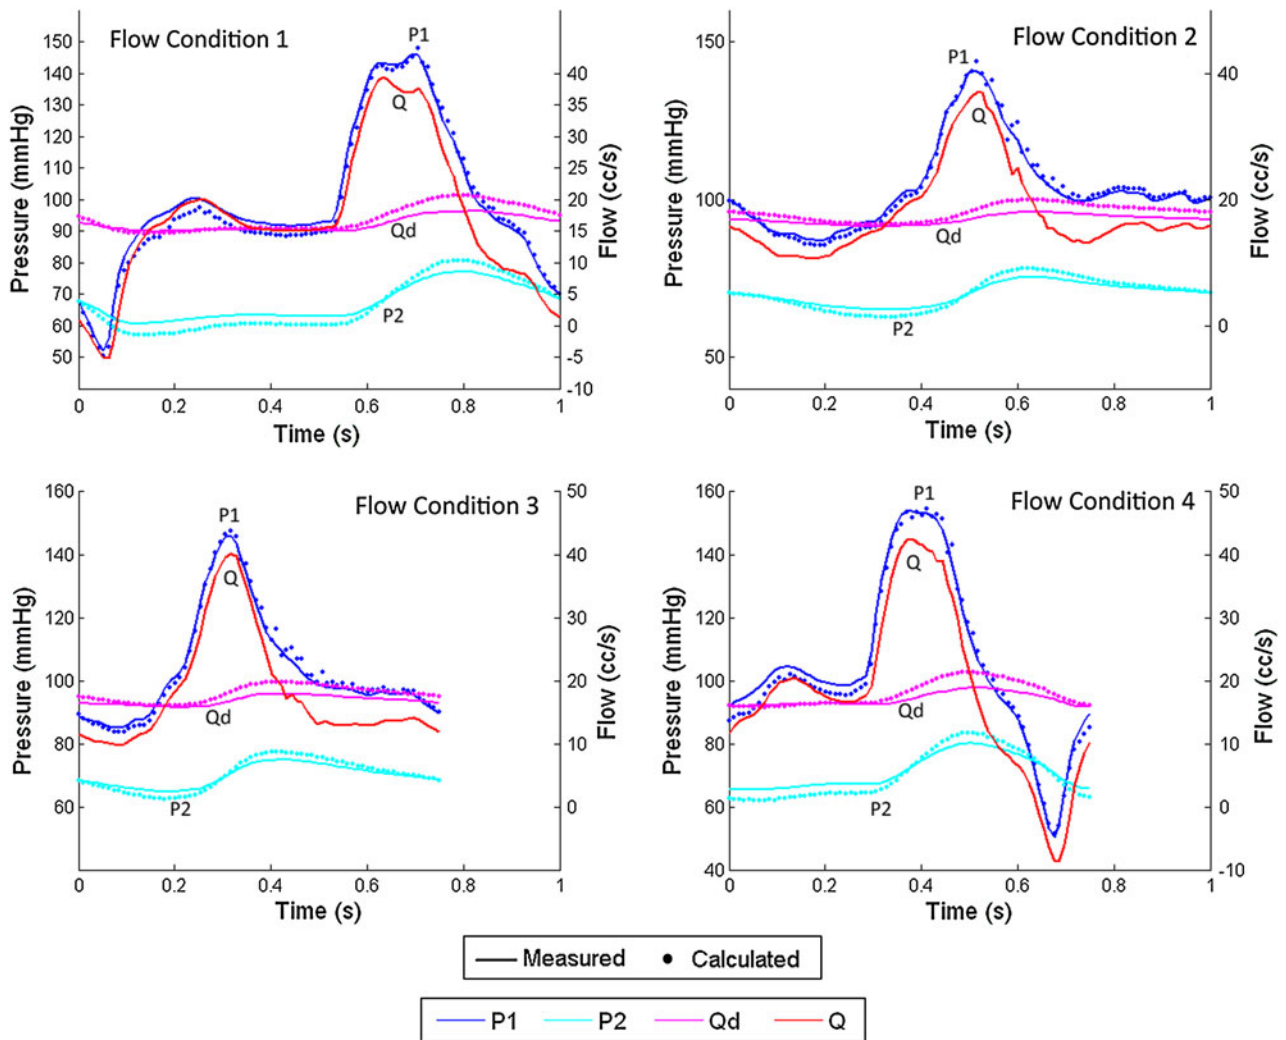 Flow Condition 1
P1
Q
Qd
P2
150
140
130
120
110
100
90
80
70
60
50
Pressure (mmHg)
40
35
30
25
20
15
10
5
0
-5
-10
Flow (cc/s)
0 0.2 0.4 0.6 0.8 1
Time (s)
Flow Condition 2
P1
Q
Qd
P2
150
100
50
Pressure (mmHg)
40
20
0
Flow (cc/s)
0 0.2 0.4 0.6 0.8 1
Time (s)
Flow Condition 3
P1
Q
Qd
P2
160
140
120
100
80
60
Pressure (mmHg)
50
40
30
20
10
0
Flow (cc/s)
0 0.2 0.4 0.6 0.8 1
Time (s)
Flow Condition 4
P1
Q
Qd
P2
160
140
120
100
80
60
40
Pressure (mmHg)
50
40
30
20
10
0
-10
Flow (cc/s)
0 0.2 0.4 0.6 0.8 1
Time (s)
Measured Calculated
P1 P2 Qd Q